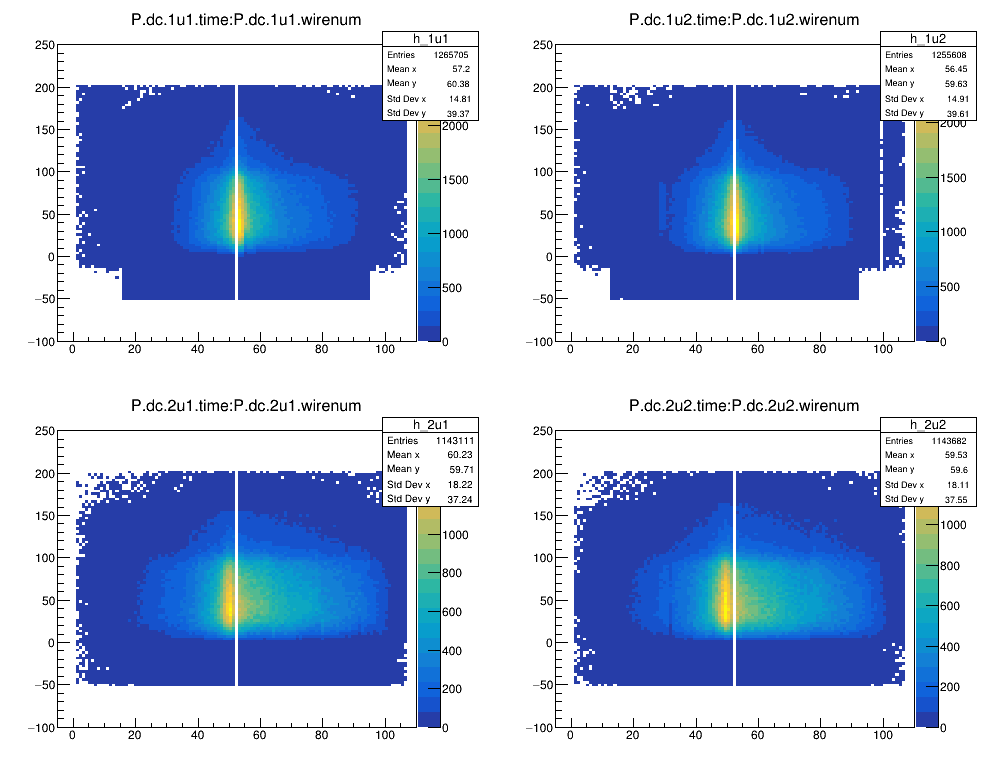 P.dc.1u1.time:P.dc.1u1.wirenum
h_1u1
Entries 1265705
Mean x 57.2
Mean y 60.38
Std Dev x 14.81
Std Dev y 39.37
250
200
150
100
50
0
−50
−100
0 20 40 60 80 100
2000
1500
1000
500
0
P.dc.1u2.time:P.dc.1u2.wirenum
h_1u2
Entries 1255608
Mean x 56.45
Mean y 59.63
Std Dev x 14.91
Std Dev y 39.61
250
200
150
100
50
0
−50
−100
0 20 40 60 80 100
2000
1500
1000
500
0
P.dc.2u1.time:P.dc.2u1.wirenum
h_2u1
Entries 1143111
Mean x 60.23
Mean y 59.71
Std Dev x 18.22
Std Dev y 37.24
250
200
150
100
50
0
−50
−100
0 20 40 60 80 100
1000
800
600
400
200
0
P.dc.2u2.time:P.dc.2u2.wirenum
h_2u2
Entries 1143682
Mean x 59.53
Mean y 59.6
Std Dev x 18.11
Std Dev y 37.55
250
200
150
100
50
0
−50
−100
0 20 40 60 80 100
1000
800
600
400
200
0